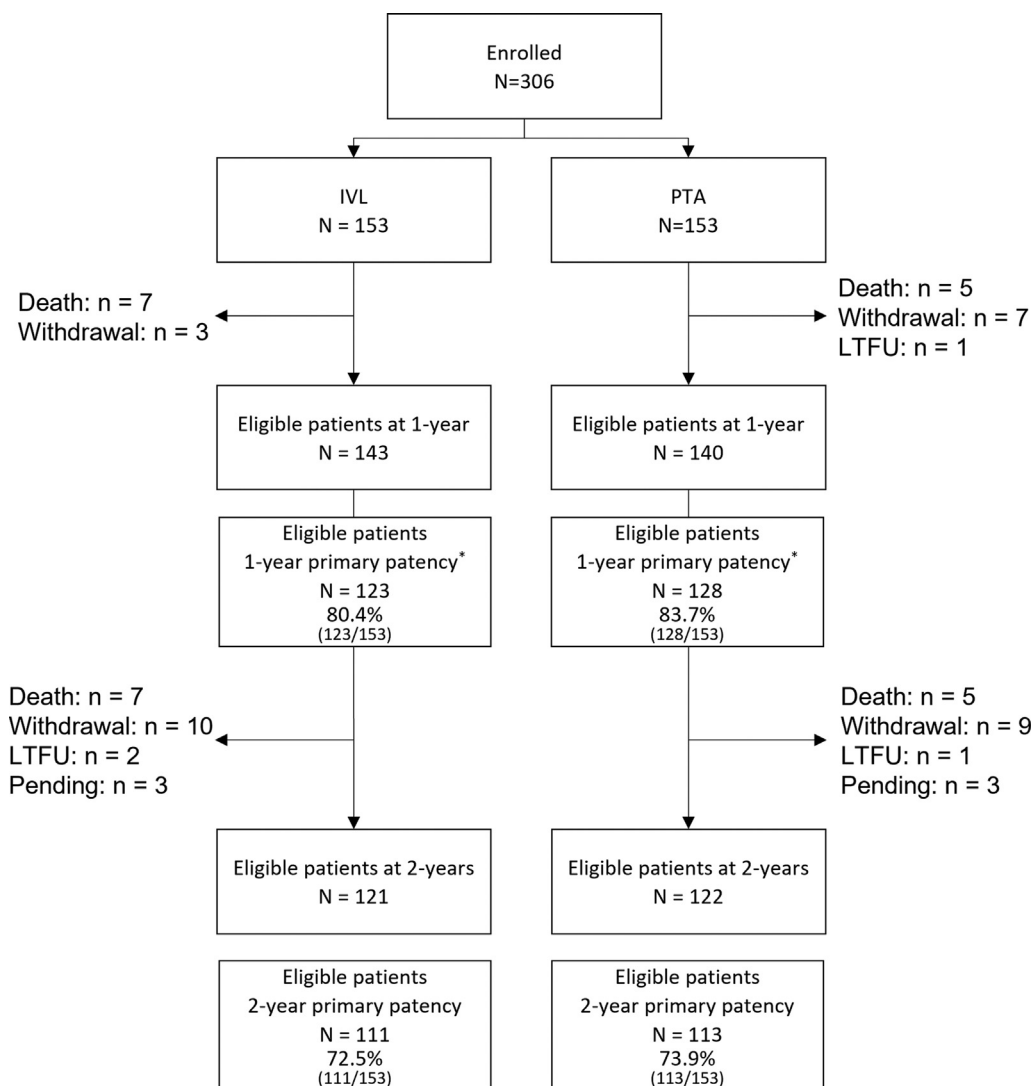 Enrolled
N=306
IVL
N = 153
PTA
N=153
Death: n = 7
Withdrawal: n = 3
Death: n = 5
Withdrawal: n = 7
LTFU: n = 1
Eligible patients at 1-year
N = 143
Eligible patients at 1-year
N = 140
Eligible patients
1-year primary patency*
N = 123
80.4%
(123/153)
Eligible patients
1-year primary patency*
N = 128
83.7%
(128/153)
Death: n = 7
Withdrawal: n = 10
LTFU: n = 2
Pending: n = 3
Death: n = 5
Withdrawal: n = 9
LTFU: n = 1
Pending: n = 3
Eligible patients at 2-years
N = 121
Eligible patients at 2-years
N = 122
Eligible patients
2-year primary patency
N = 111
72.5%
(111/153)
Eligible patients
2-year primary patency
N = 113
73.9%
(113/153)